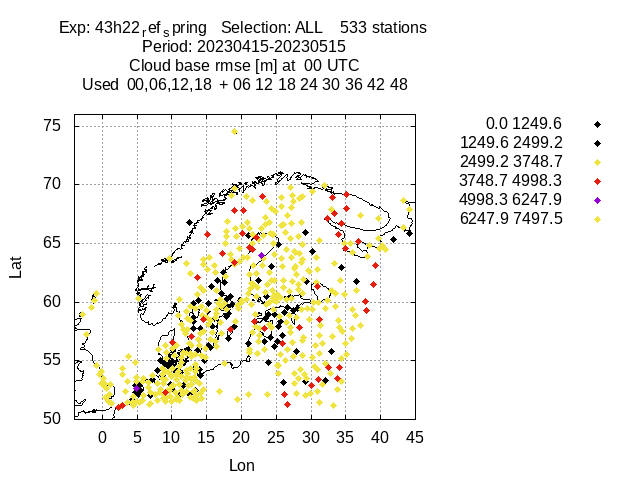 Exp: 43h22refspring Selection: ALL 533 stations
Period: 20230415-20230515
Cloud base rmse [m] at 00 UTC
Used 00,06,12,18 + 06 12 18 24 30 36 42 48
0.0 1249.6
1249.6 2499.2
2499.2 3748.7
3748.7 4998.3
4998.3 6247.9
6247.9 7497.5
75
70
65
60
55
50
Lat
0 5 10 15 20 25 30 35 40 45
Lon